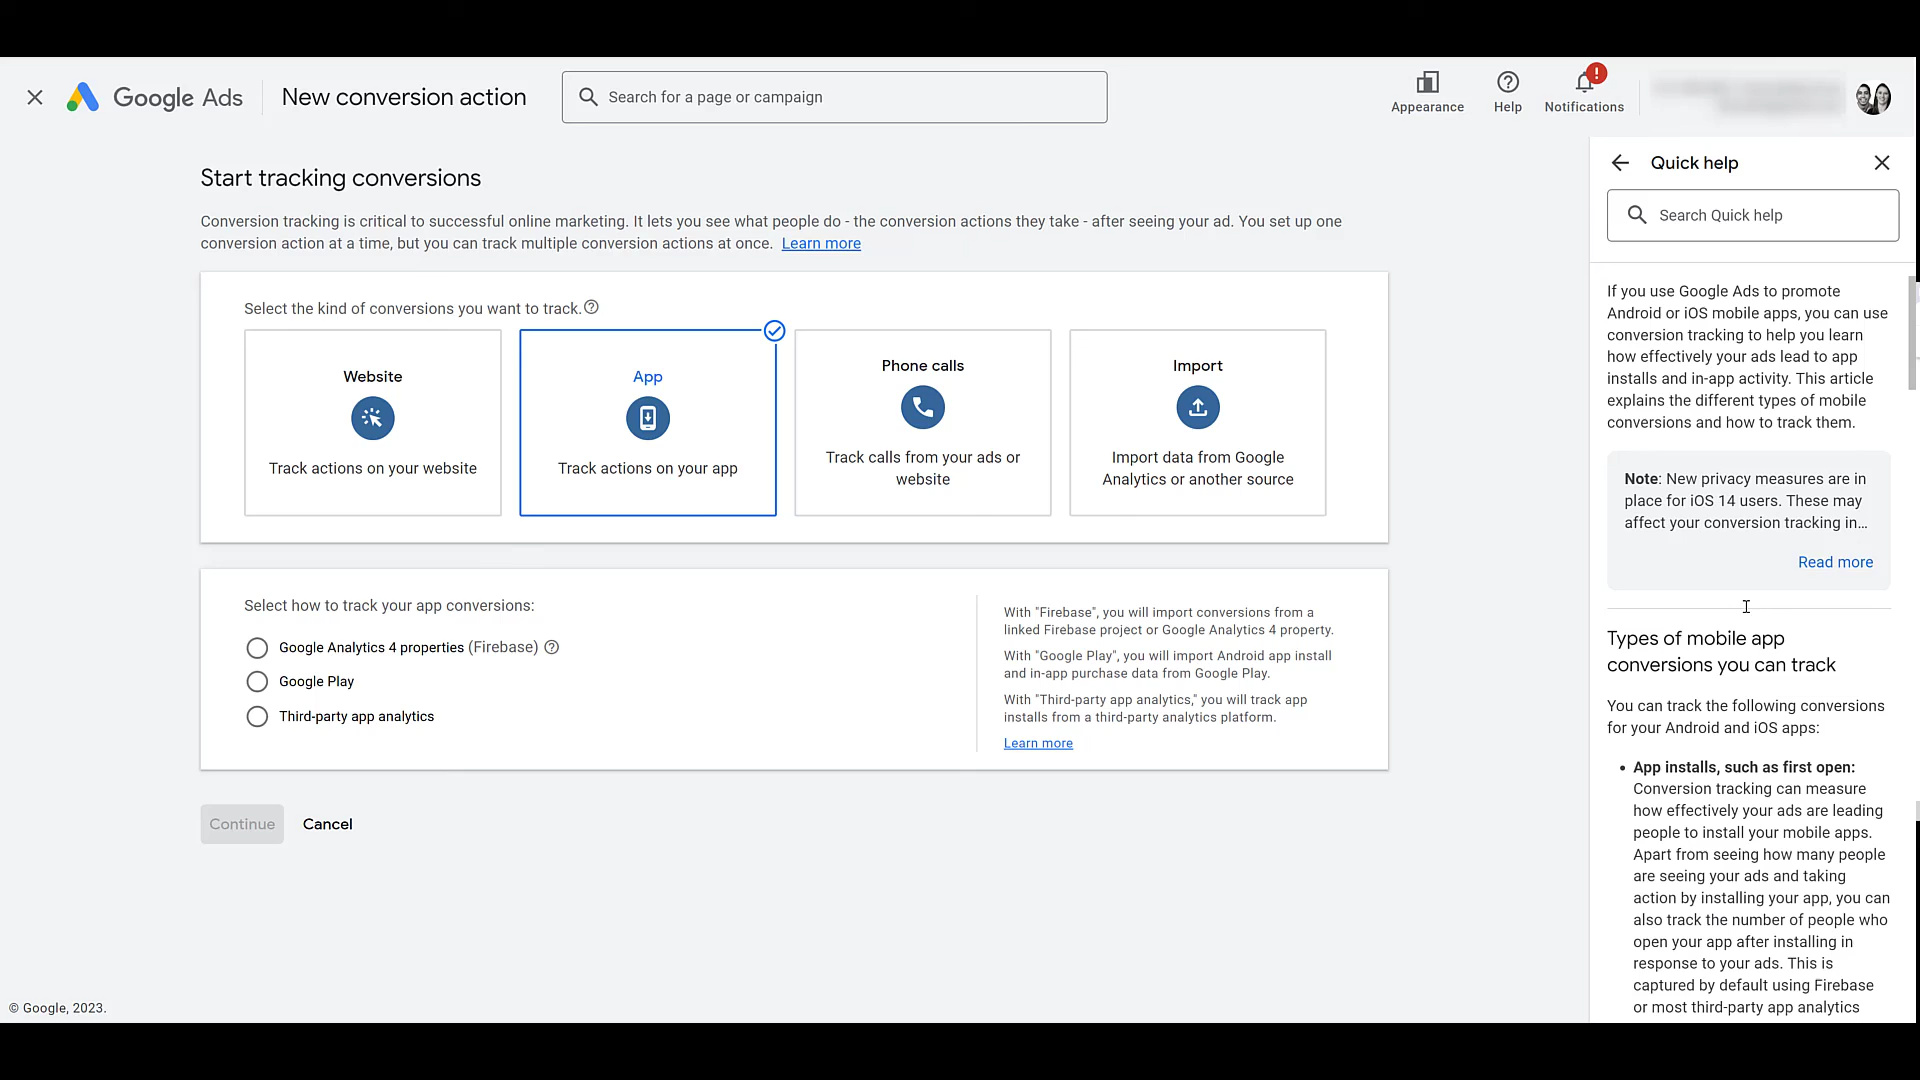 Google Ads
New conversion action
Search for a page or campaign
Appearance
Help
Notifications
!
Start tracking conversions
Conversion tracking is critical to successful online marketing. It lets you see what people do - the conversion actions they take - after seeing your ad. You set up one
conversion action at a time, but you can track multiple conversion actions at once. Learn more
Select the kind of conversions you want to track.
Website
Track actions on your website
App
Track actions on your app
Phone calls
Track calls from your ads or
website
Import
Import data from Google
Analytics or another source
Select how to track your app conversions:
Google Analytics 4 properties (Firebase)
Google Play
Third-party app analytics
With "Firebase", you will import conversions from a
linked Firebase project or Google Analytics 4 property.
With "Google Play", you will import Android app install
and in-app purchase data from Google Play.
With "Third-party app analytics," you will track app
installs from a third-party analytics platform.
Learn more
Continue
Cancel
© Google, 2023.
Quick help
Search Quick help
If you use Google Ads to promote
Android or iOS mobile apps, you can use
conversion tracking to help you learn
how effectively your ads lead to app
installs and in-app activity. This article
explains the different types of mobile
conversions and how to track them.
Note: New privacy measures are in
place for iOS 14 users. These may
affect your conversion tracking in...
Read more
Types of mobile app
conversions you can track
You can track the following conversions
for your Android and iOS apps:
• App installs, such as first open:
Conversion tracking can measure
how effectively your ads are leading
people to install your mobile apps.
Apart from seeing how many people
are seeing your ads and taking
action by installing your app, you can
also track the number of people who
open your app after installing in
response to your ads. This is
captured by default using Firebase
or most third-party app analytics